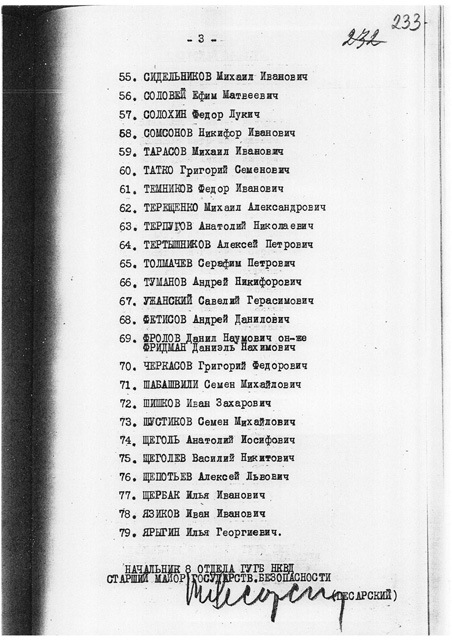 - 3 -
232
233-
55. СИДЕЛЬНИКОВ Михаил Иванович
56. СОЛОВЕЙ Ефим Матвеевич
57. СОЛОХИН Федор Лукич
58. СОМСОНОВ Никифор Иванович
59. ТАРАСОВ Михаил Иванович
60. ТАТКО Григорий Семенович
61. ТЕМНИКОВ Федор Иванович
62. ТЕРЕЩЕНКО Михаил Александрович
63. ТЕРПУГОВ Анатолий Николаевич
64. ТЕРТЫШНИКОВ Алексей Петрович
65. ТОЛМАЧЕВ Серафим Петрович
66. ТУМАНОВ Андрей Никифорович
67. УЖАНСКИЙ Савелий Герасимович
68. ФЕТИСОВ Андрей Данилович
69. ФРОЛОВ Данил Наумович он-же
ФРИДМАН Даниэль Нахимович
70. ЧЕРКАСОВ Григорий Федорович
71. ШАБАШВИЛИ Семен Михайлович
72. ШИШКОВ Иван Захарович
73. ШУСТИКОВ Семен Михайлович
74. ЩЕГОЛЬ Анатолий Иосифович
75. ЩЕГОЛЕВ Василий Никитович
76. ЩЕПОТЬЕВ Алексей Львович
77. ЩЕРБАК Илья Иванович
78. ЯЗИКОВ Иван Иванович
79. ЯРЫГИН Илья Георгиевич.
НАЧАЛЬНИК 8 ОТДЕЛА ГУГБ НКВД
СТАРШИЙ МАЙОР ГОСУДАРСТВ.БЕЗОПАСНОСТИ
(ЦЕСАРСКИЙ)